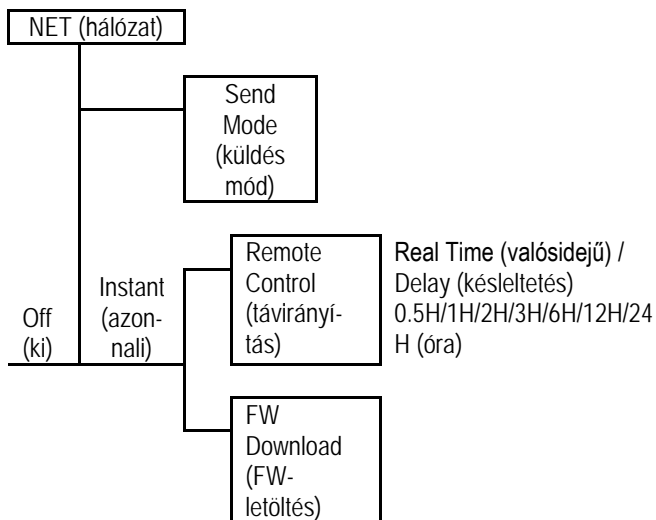 NET (hálózat)
Send
Mode
(küldés
mód)
Off
(ki)
Instant
(azon-
nali)
Remote
Control
(távirányí-
tás)
Real Time (valósidejű) /
Delay (késleltetés)
0.5H/1H/2H/3H/6H/12H/24
H (óra)
FW
Download
(FW-
letöltés)